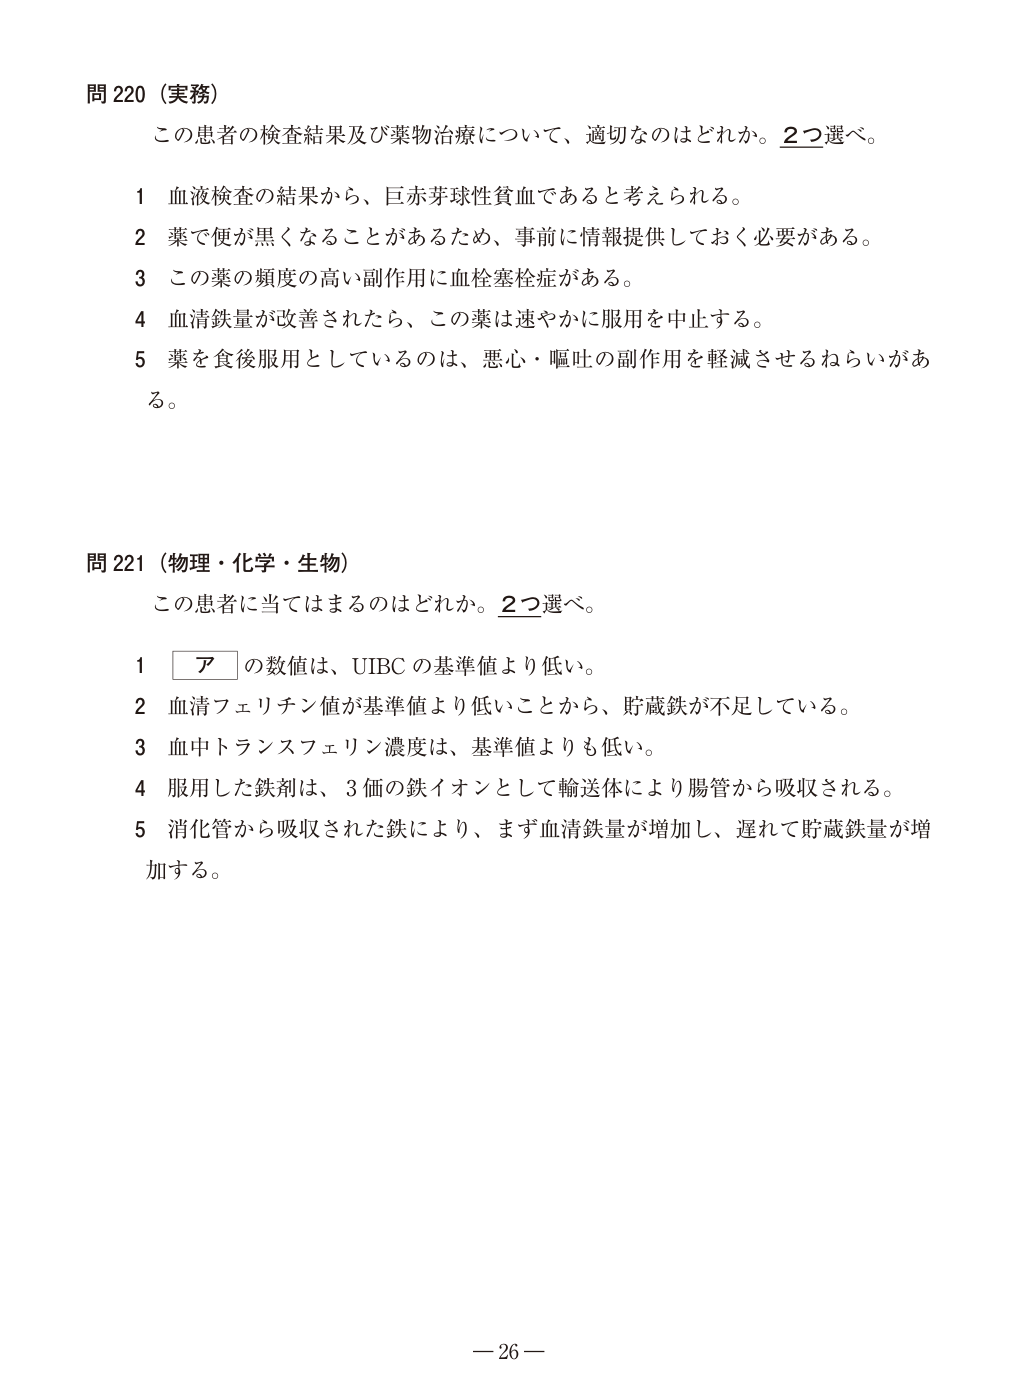 問 220（実務）
この患者の検査結果及び薬物治療について、適切なのはどれか。２つ選べ。
1　血液検査の結果から、巨赤芽球性貧血であると考えられる。
2　薬で便が黒くなることがあるため、事前に情報提供しておく必要がある。
3　この薬の頻度の高い副作用に血栓塞栓症がある。
4　血清鉄量が改善されたら、この薬は速やかに服用を中止する。
5　薬を食後服用としているのは、悪心・嘔吐の副作用を軽減させるねらいがあ
る。
問 221（物理・化学・生物）
この患者に当てはまるのはどれか。２つ選べ。
1　ア の数値は、UIBC の基準値より低い。
2　血清フェリチン値が基準値より低いことから、貯蔵鉄が不足している。
3　血中トランスフェリン濃度は、基準値よりも低い。
4　服用した鉄剤は、３価の鉄イオンとして輸送体により腸管から吸収される。
5　消化管から吸収された鉄により、まず血清鉄量が増加し、遅れて貯蔵鉄量が増
加する。
— 26 —